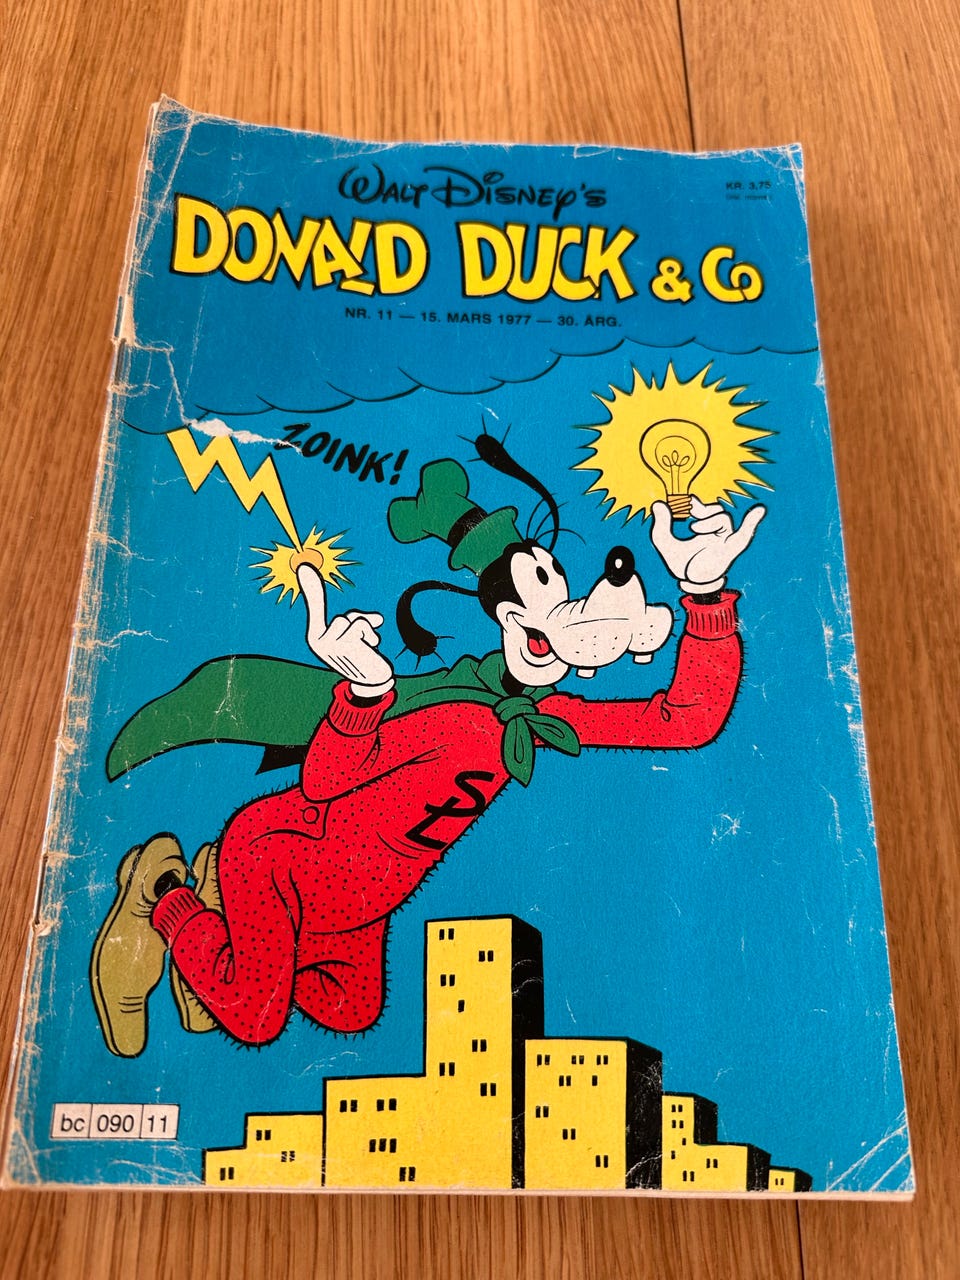 WALT DISNEY'S
KR. 3,75
DONALD DUCK & Co
NR. 11 — 15. MARS 1977 — 30. ÅRG.
ZOINK!
SL
bc 090 11